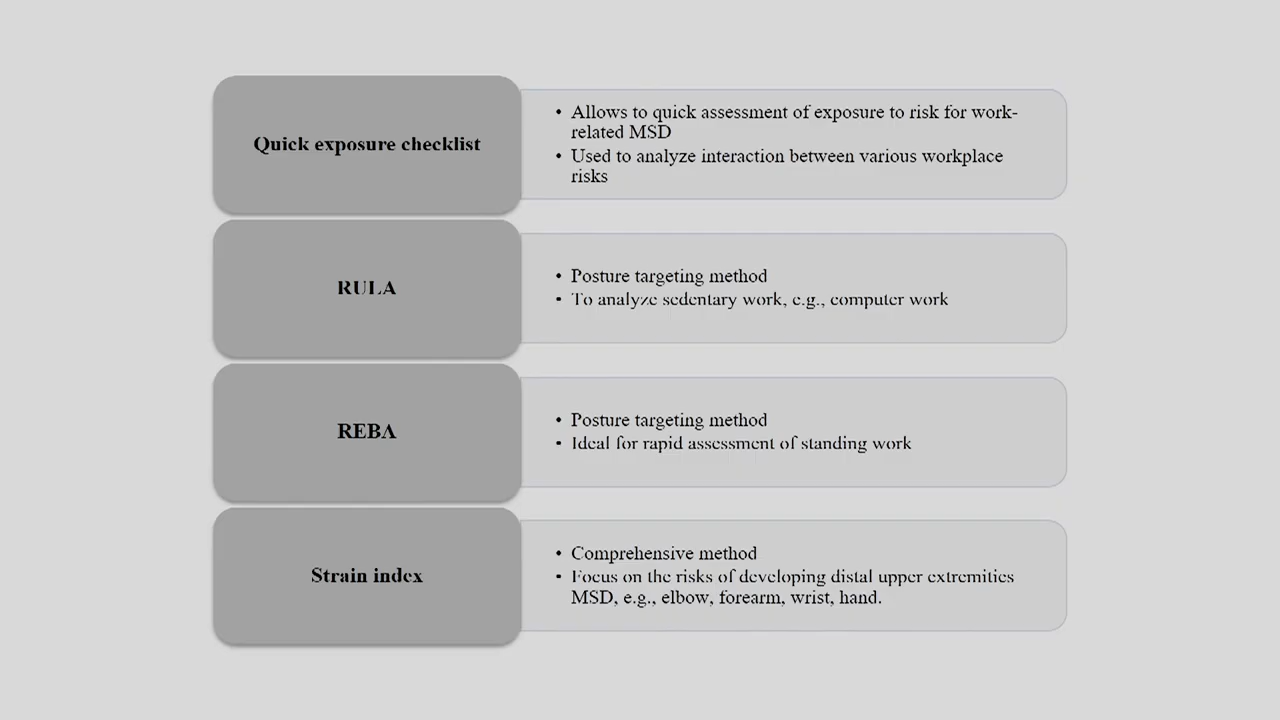 Quick exposure checklist
• Allows to quick assessment of exposure to risk for work-
related MSD
• Used to analyze interaction between various workplace
risks
RULA
• Posture targeting method
• To analyze sedentary work, e.g., computer work
REBA
• Posture targeting method
• Ideal for rapid assessment of standing work
Strain index
• Comprehensive method
• Focus on the risks of developing distal upper extremities
MSD, e.g., elbow, forearm, wrist, hand.